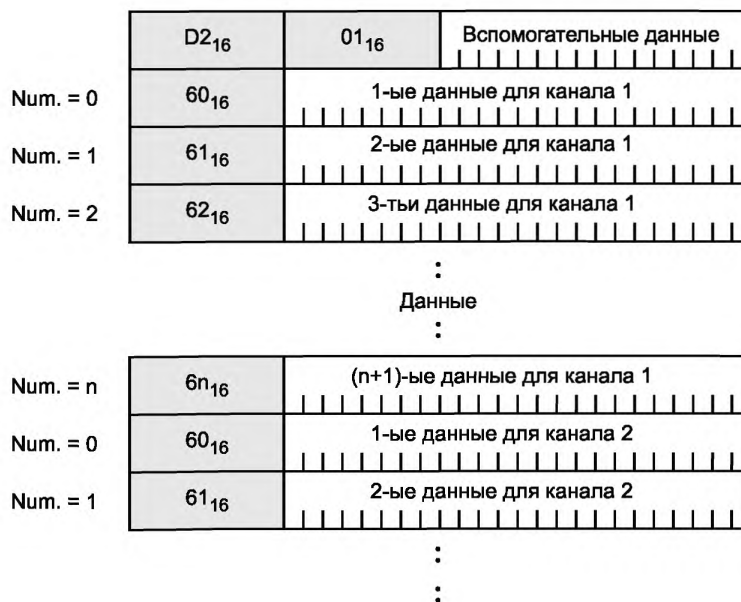 D2₁₆ 01₁₆ Вспомогательные данные
Num. = 0 60₁₆ 1-ые данные для канала 1
Num. = 1 61₁₆ 2-ые данные для канала 1
Num. = 2 62₁₆ 3-тьи данные для канала 1
:
Данные
:
Num. = n 6n₁₆ (n+1)-ые данные для канала 1
Num. = 0 60₁₆ 1-ые данные для канала 2
Num. = 1 61₁₆ 2-ые данные для канала 2
:
: